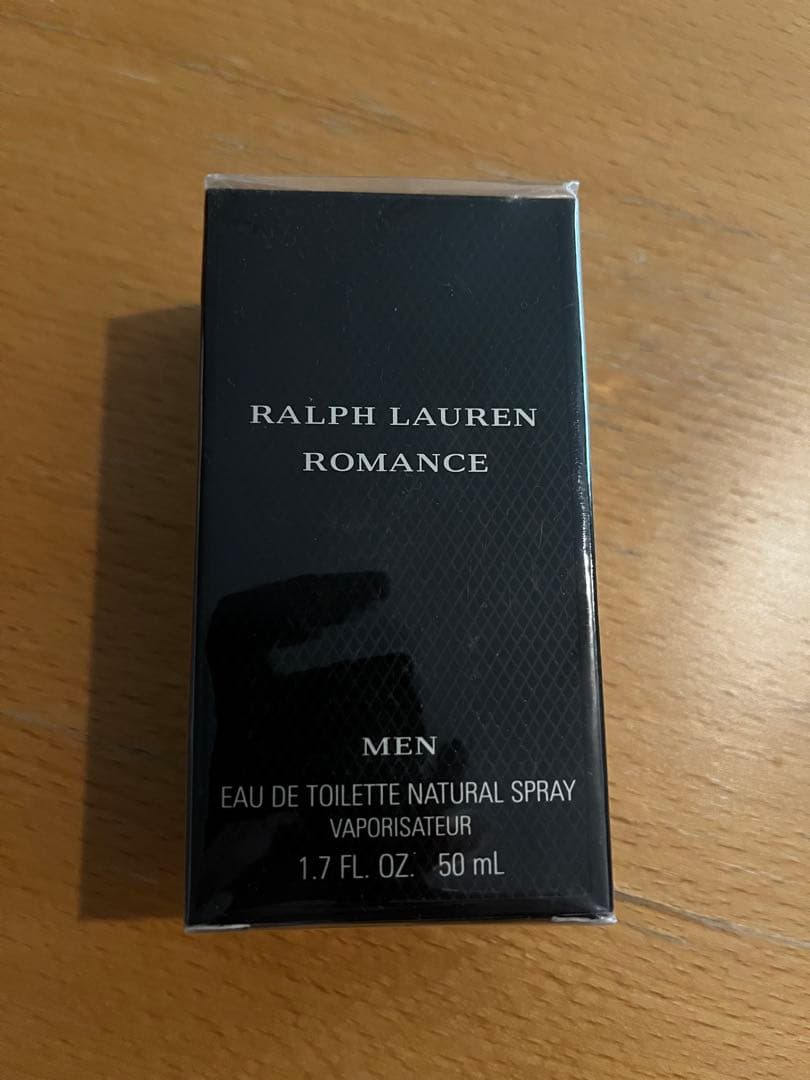 RALPH LAUREN
ROMANCE
MEN
EAU DE TOILETTE NATURAL SPRAY
VAPORISATEUR
1.7 FL. OZ. 50 mL